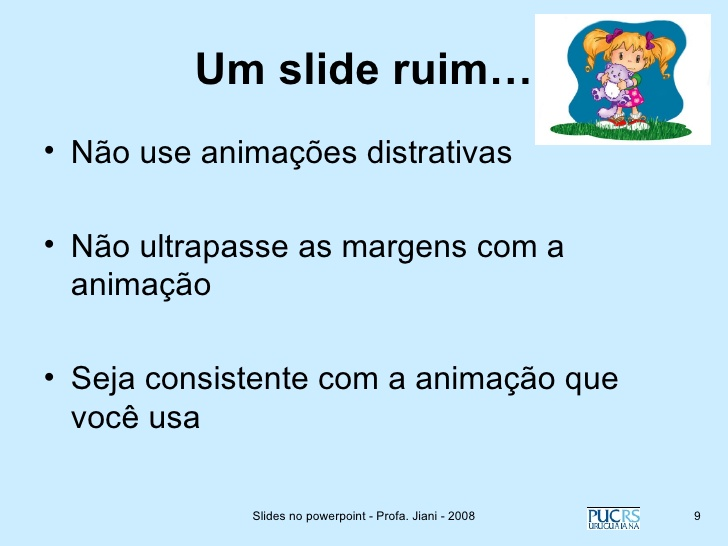 Um slide ruim…
• Não use animações distrativas
• Não ultrapasse as margens com a
animação
• Seja consistente com a animação que
você usa
Slides no powerpoint - Profa. Jiani - 2008
PUCRS
URUGUAIANA
9